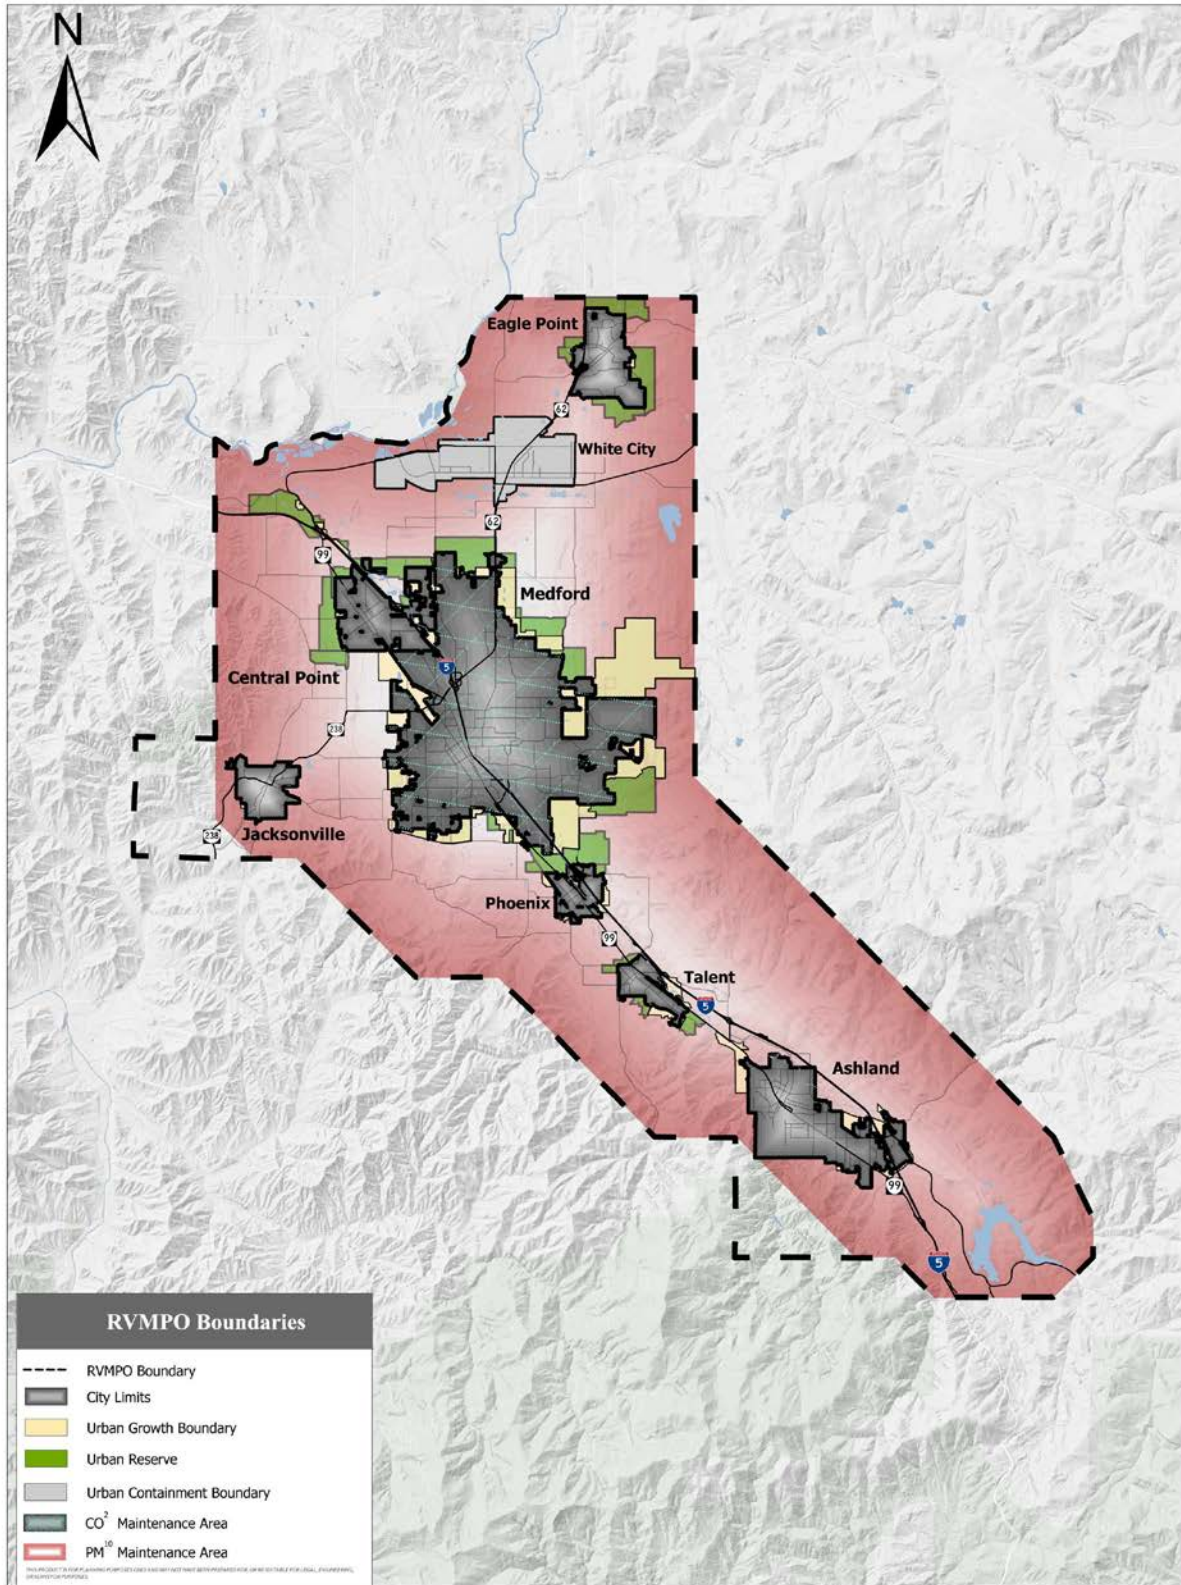 N
Eagle Point
62
White City
62
99
Medford
5
Central Point
238
Jacksonville
238
Phoenix
99
Talent
5
Ashland
99
5
RVMPO Boundaries
RVMPO Boundary
City Limits
Urban Growth Boundary
Urban Reserve
Urban Containment Boundary
CO² Maintenance Area
PM¹⁰ Maintenance Area